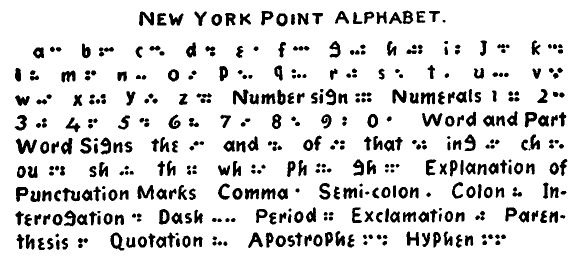 NEW YORK POINT ALPHABET.
a b c d e f g h i J k
l m n o p q r s t u v
w x y z Number sign Numerals 1 2
3 4 5 6 7 8 9 0 Word and Part
Word Signs the and of that ing ch
ou sh th wh ph gh Explanation of
Punctuation Marks Comma Semi-colon Colon In-
terrogation Dash Period Exclamation Paren-
thesis Quotation Apostrophe Hyphen